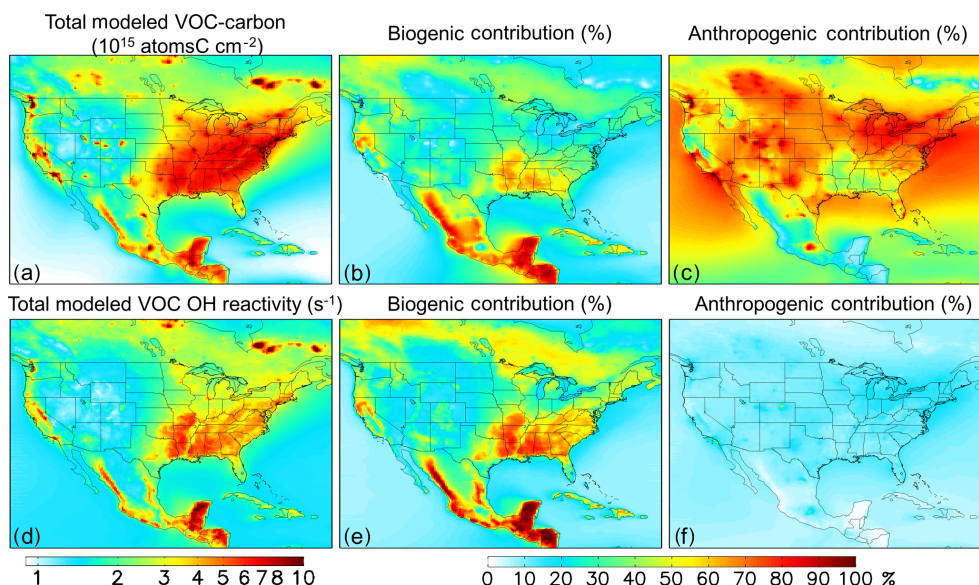 Total modeled VOC-carbon
(10¹⁵ atomsC cm⁻²)
Biogenic contribution (%)
Anthropogenic contribution (%)
(a)
(b)
(c)
Total modeled VOC OH reactivity (s⁻¹)
Biogenic contribution (%)
Anthropogenic contribution (%)
(d)
(e)
(f)
1 2 3 4 5 6 7 8 10
0 10 20 30 40 50 60 70 80 90 100 %